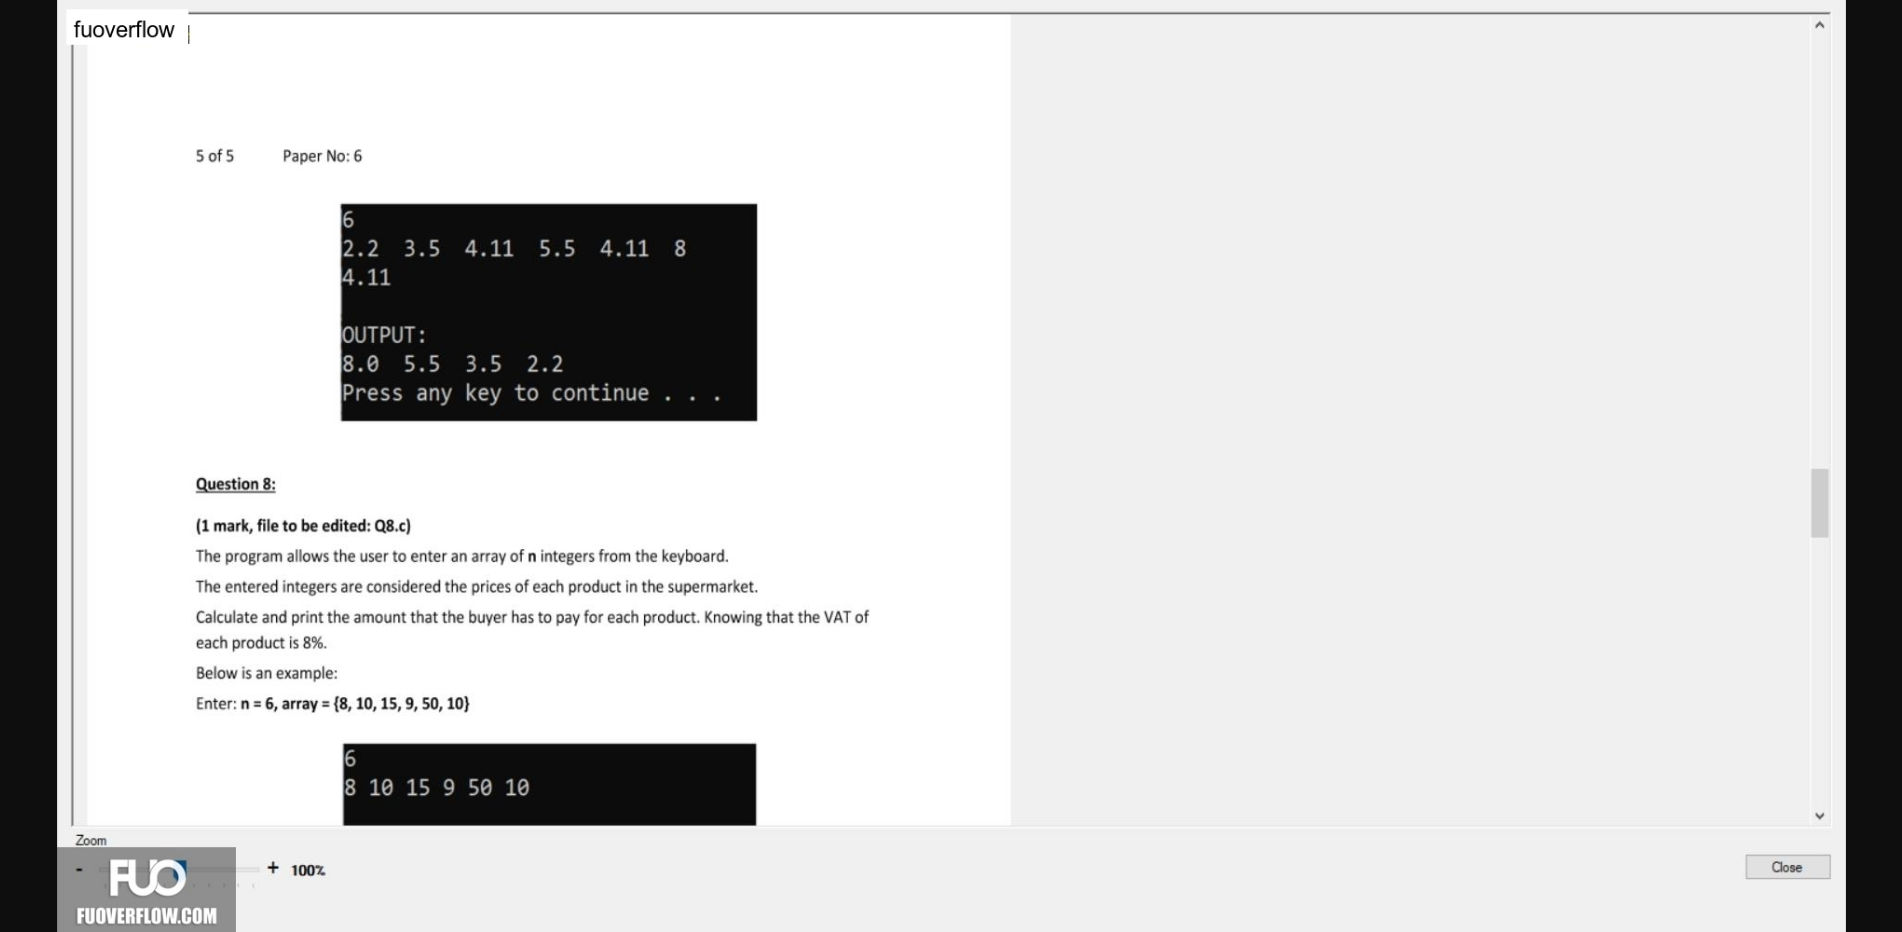 fuoverflow
5 of 5 Paper No: 6
6
2.2 3.5 4.11 5.5 4.11 8
4.11
OUTPUT:
8.0 5.5 3.5 2.2
Press any key to continue . . .
Question 8:
(1 mark, file to be edited: Q8.c)
The program allows the user to enter an array of n integers from the keyboard.
The entered integers are considered the prices of each product in the supermarket.
Calculate and print the amount that the buyer has to pay for each product. Knowing that the VAT of
each product is 8%.
Below is an example:
Enter: n = 6, array = {8, 10, 15, 9, 50, 10}
6
8 10 15 9 50 10
Zoom
- + 100%
Close
FUO
FUOVERFLOW.COM